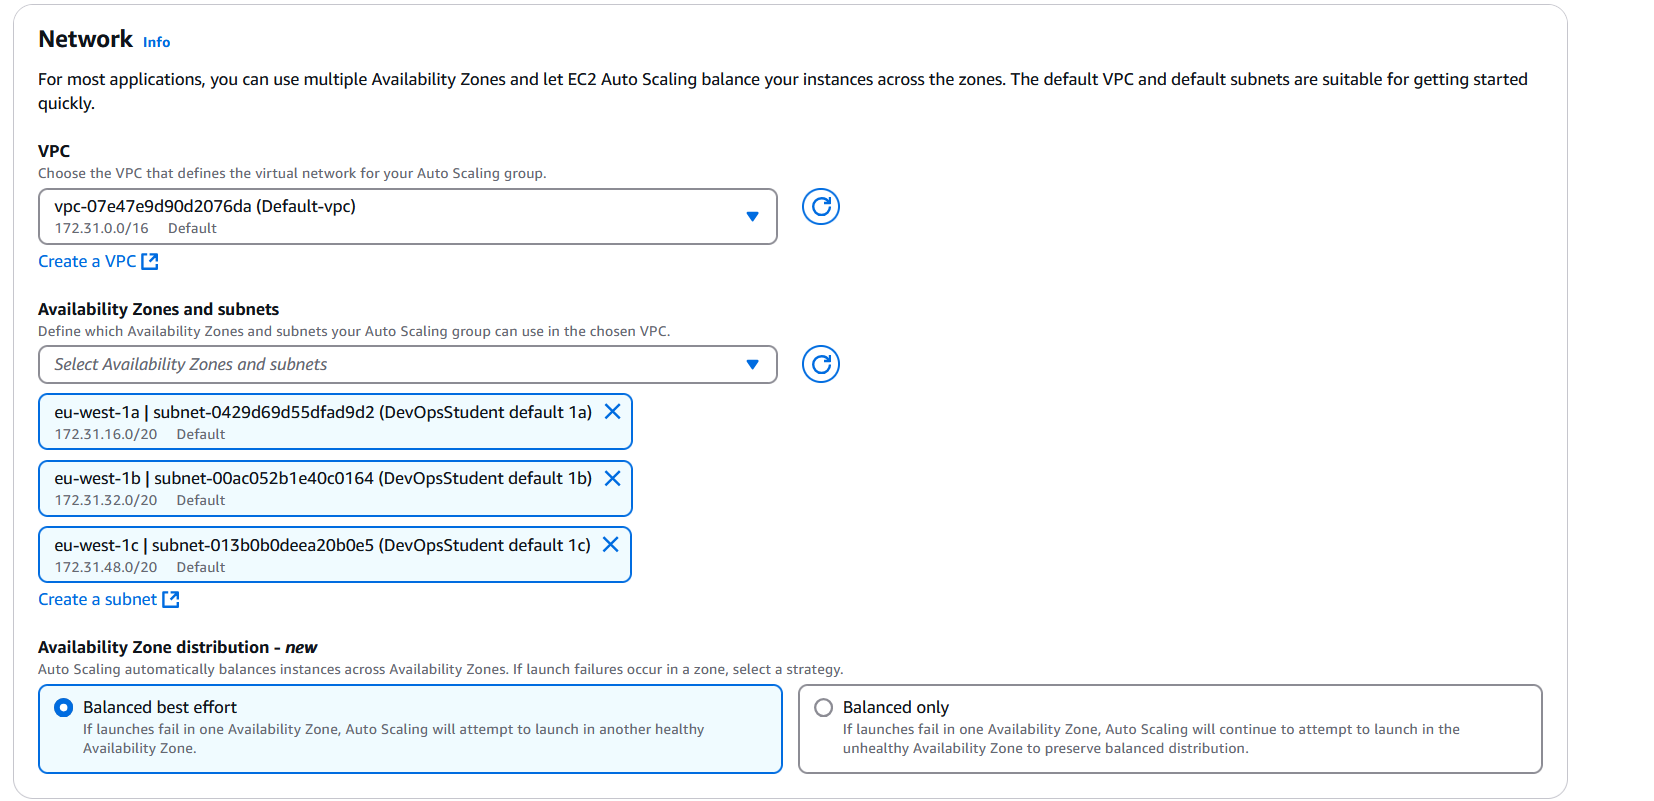 Network Info
For most applications, you can use multiple Availability Zones and let EC2 Auto Scaling balance your instances across the zones. The default VPC and default subnets are suitable for getting started
quickly.
VPC
Choose the VPC that defines the virtual network for your Auto Scaling group.
vpc-07e47e9d90d2076da (Default-vpc)
172.31.0.0/16 Default
Create a VPC
Availability Zones and subnets
Define which Availability Zones and subnets your Auto Scaling group can use in the chosen VPC.
Select Availability Zones and subnets
eu-west-1a | subnet-0429d69d55dfad9d2 (DevOpsStudent default 1a)
172.31.16.0/20 Default
eu-west-1b | subnet-00ac052b1e40c0164 (DevOpsStudent default 1b)
172.31.32.0/20 Default
eu-west-1c | subnet-013b0b0deea20b0e5 (DevOpsStudent default 1c)
172.31.48.0/20 Default
Create a subnet
Availability Zone distribution - new
Auto Scaling automatically balances instances across Availability Zones. If launch failures occur in a zone, select a strategy.
Balanced best effort
If launches fail in one Availability Zone, Auto Scaling will attempt to launch in another healthy
Availability Zone.
Balanced only
If launches fail in one Availability Zone, Auto Scaling will continue to attempt to launch in the
unhealthy Availability Zone to preserve balanced distribution.